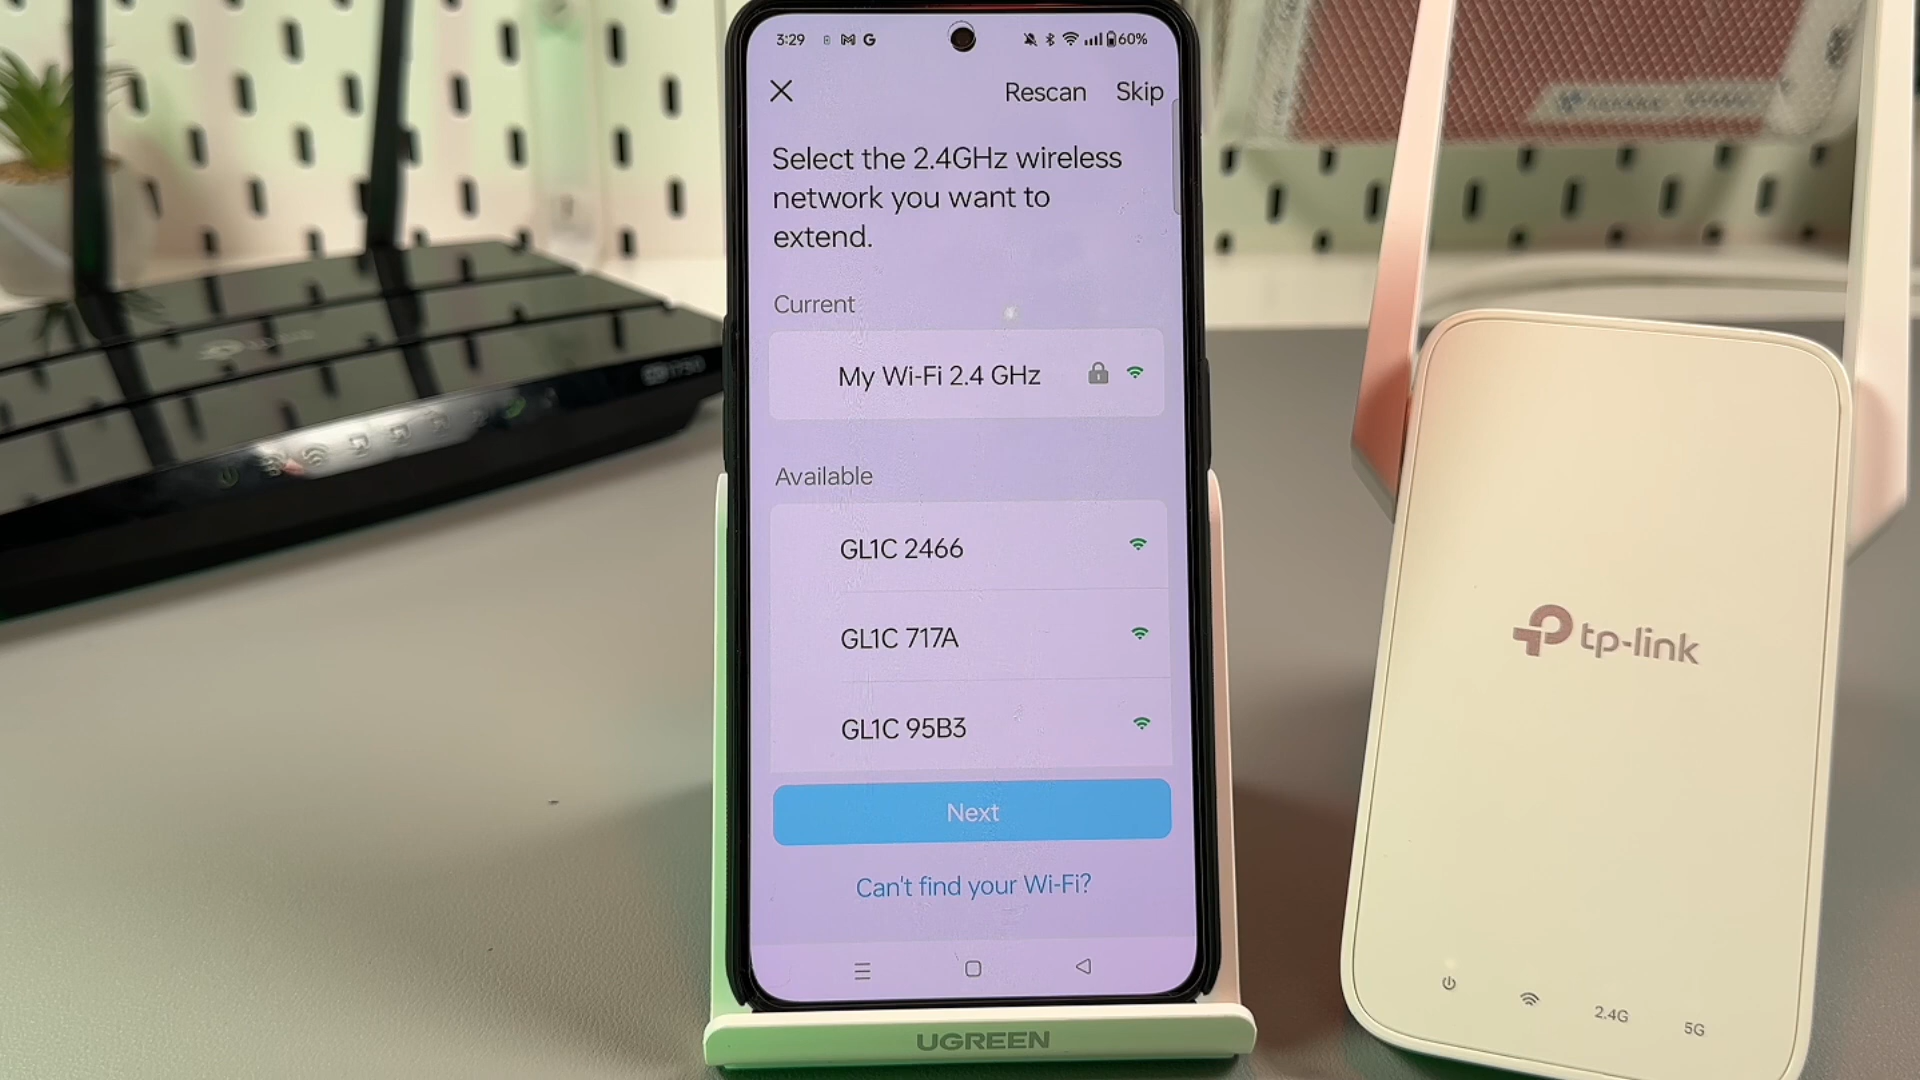 3:29
60%
Rescan Skip
Select the 2.4GHz wireless
network you want to
extend.
Current
My Wi-Fi 2.4 GHz
Available
GL1C 2466
GL1C 717A
GL1C 95B3
Next
Can't find your Wi-Fi?
UGREEN
tp-link
2.4G
5G